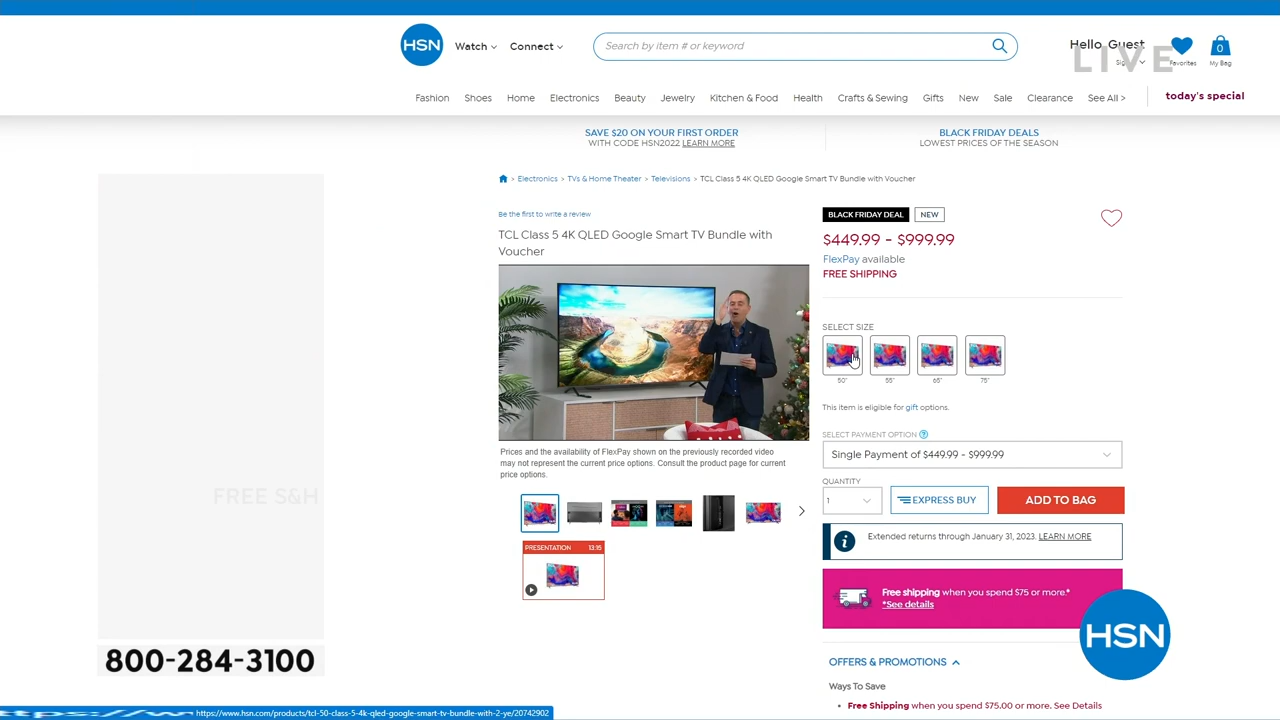 HSN
Watch
Connect
Search by item # or keyword
Hello, Guest
LIVE
Favorites
0
My Bag
Fashion
Shoes
Home
Electronics
Beauty
Jewelry
Kitchen & Food
Health
Crafts & Sewing
Gifts
New
Sale
Clearance
See All >
today's special
SAVE $20 ON YOUR FIRST ORDER
WITH CODE HSN2022 LEARN MORE
BLACK FRIDAY DEALS
LOWEST PRICES OF THE SEASON
> Electronics > TVs & Home Theater > Televisions > TCL Class 5 4K QLED Google Smart TV Bundle with Voucher
Be the first to write a review
TCL Class 5 4K QLED Google Smart TV Bundle with
Voucher
Prices and the availability of FlexPay shown on the previously recorded video
may not represent the current price options. Consult the product page for current
price options.
PRESENTATION 13:15
BLACK FRIDAY DEAL
NEW
$449.99 - $999.99
FlexPay available
FREE SHIPPING
SELECT SIZE
50"
55"
65"
75"
This item is eligible for gift options.
SELECT PAYMENT OPTION ?
Single Payment of $449.99 - $999.99
QUANTITY
1
EXPRESS BUY
ADD TO BAG
Extended returns through January 31, 2023. LEARN MORE
Free shipping when you spend $75 or more.*
*See details
HSN
OFFERS & PROMOTIONS
Ways To Save
• Free Shipping when you spend $75.00 or more. See Details
FREE S&H
800-284-3100
https://www.hsn.com/products/tcl-50-class-5-4k-qled-google-smart-tv-bundle-with-2-ye/20742902